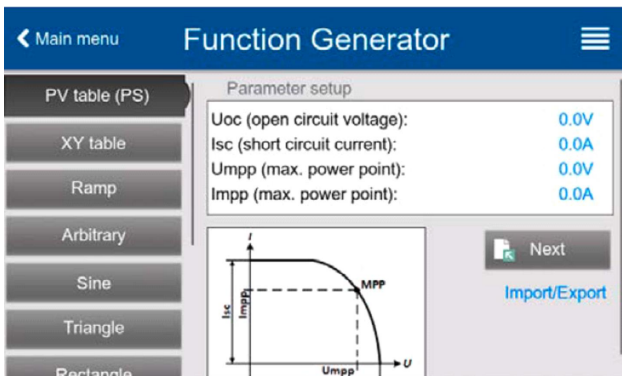 Main menu
Function Generator
PV table (PS)
XY table
Ramp
Arbitrary
Sine
Triangle
Rectangle
Parameter setup
Uoc (open circuit voltage): 0.0V
Isc (short circuit current): 0.0A
Umpp (max. power point): 0.0V
Impp (max. power point): 0.0A
I
MPP
Isc
Impp
Umpp
U
Next
Import/Export